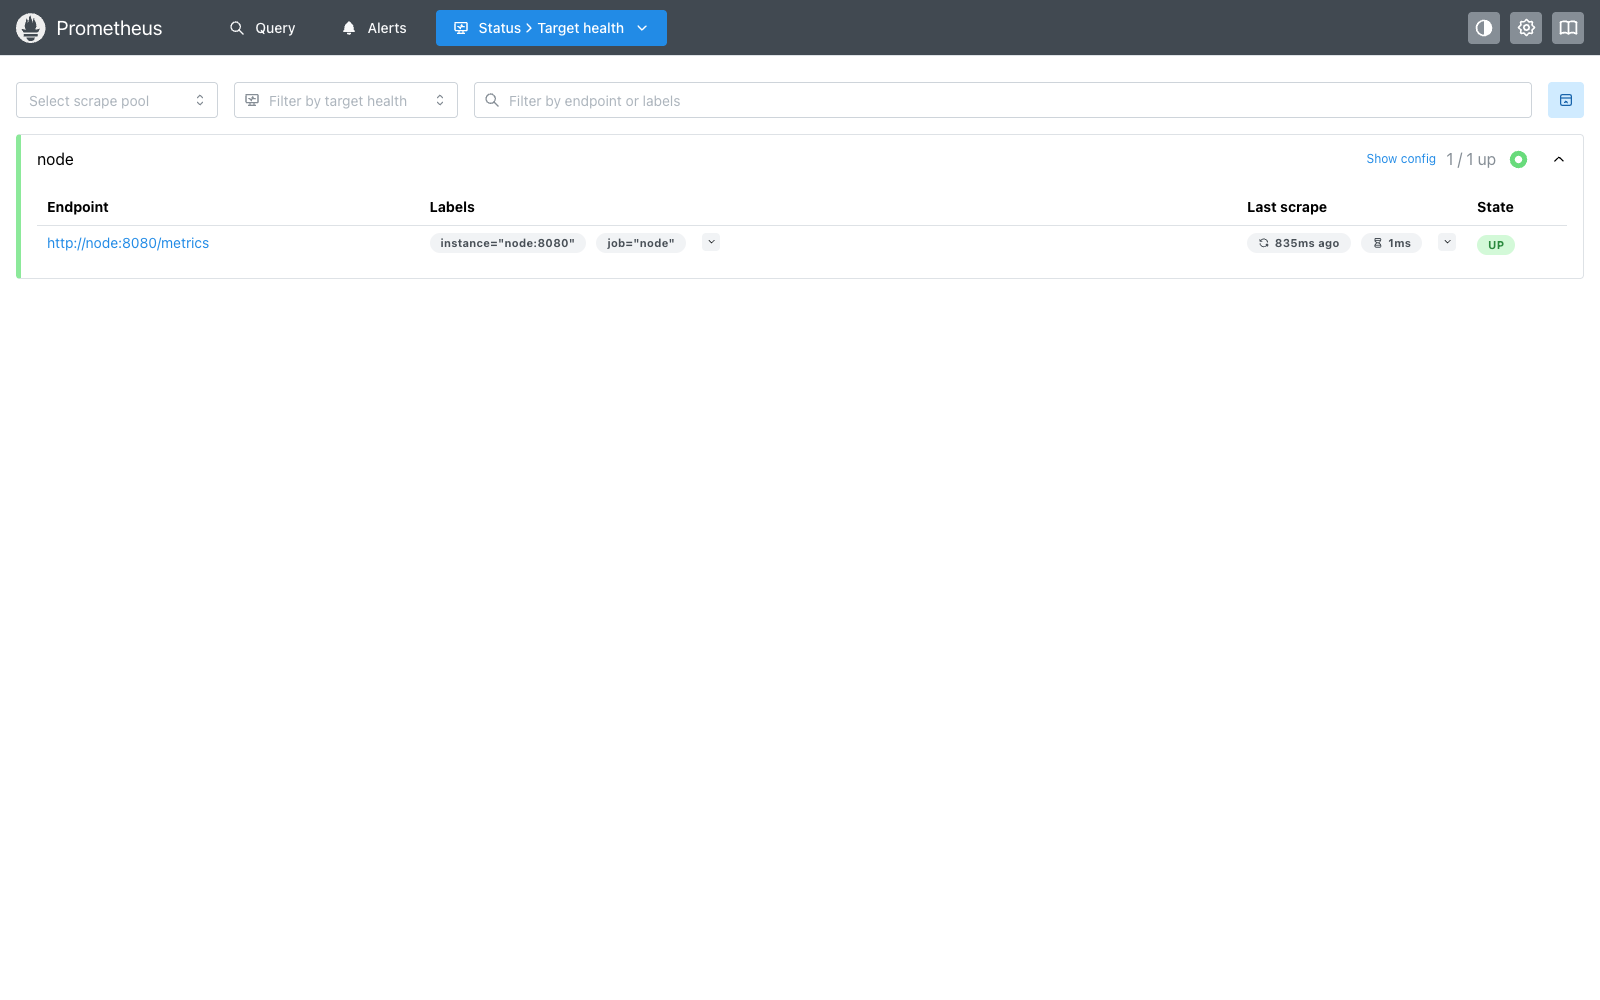 Prometheus Query Alerts Status > Target health
Select scrape pool Filter by target health Filter by endpoint or labels
node Show config 1 / 1 up
Endpoint Labels Last scrape State
http://node:8080/metrics instance="node:8080" job="node" 835ms ago 1ms UP